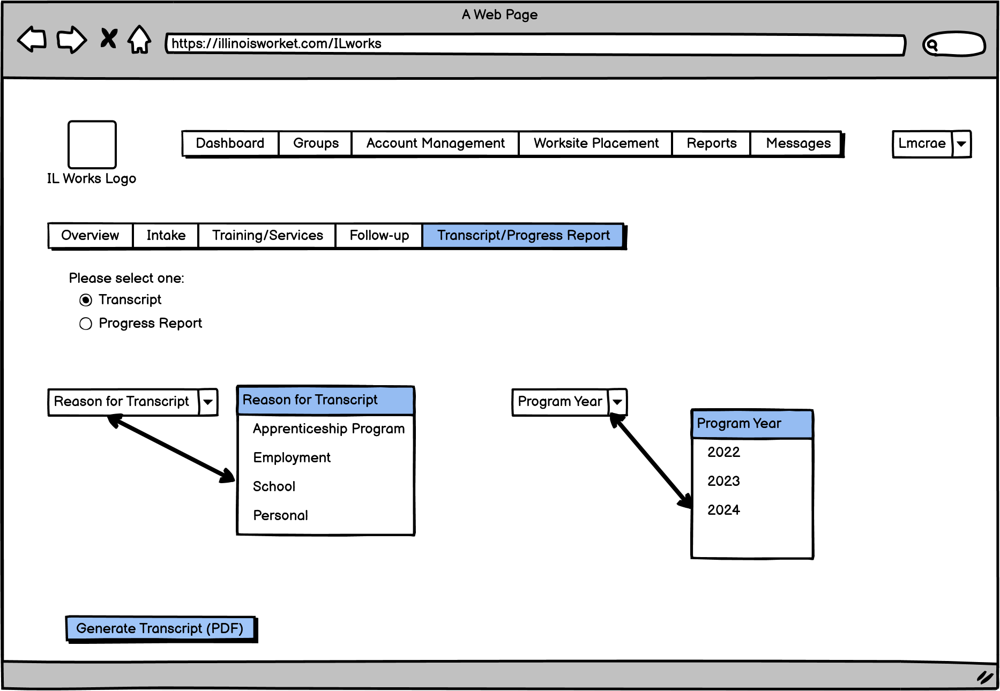 A Web Page
https://illinoisworket.com/ILworks
Dashboard Groups Account Management Worksite Placement Reports Messages
Lmcrae
IL Works Logo
Overview Intake Training/Services Follow-up Transcript/Progress Report
Please select one:
Transcript
Progress Report
Reason for Transcript
Reason for Transcript
Apprenticeship Program
Employment
School
Personal
Program Year
Program Year
2022
2023
2024
Generate Transcript (PDF)